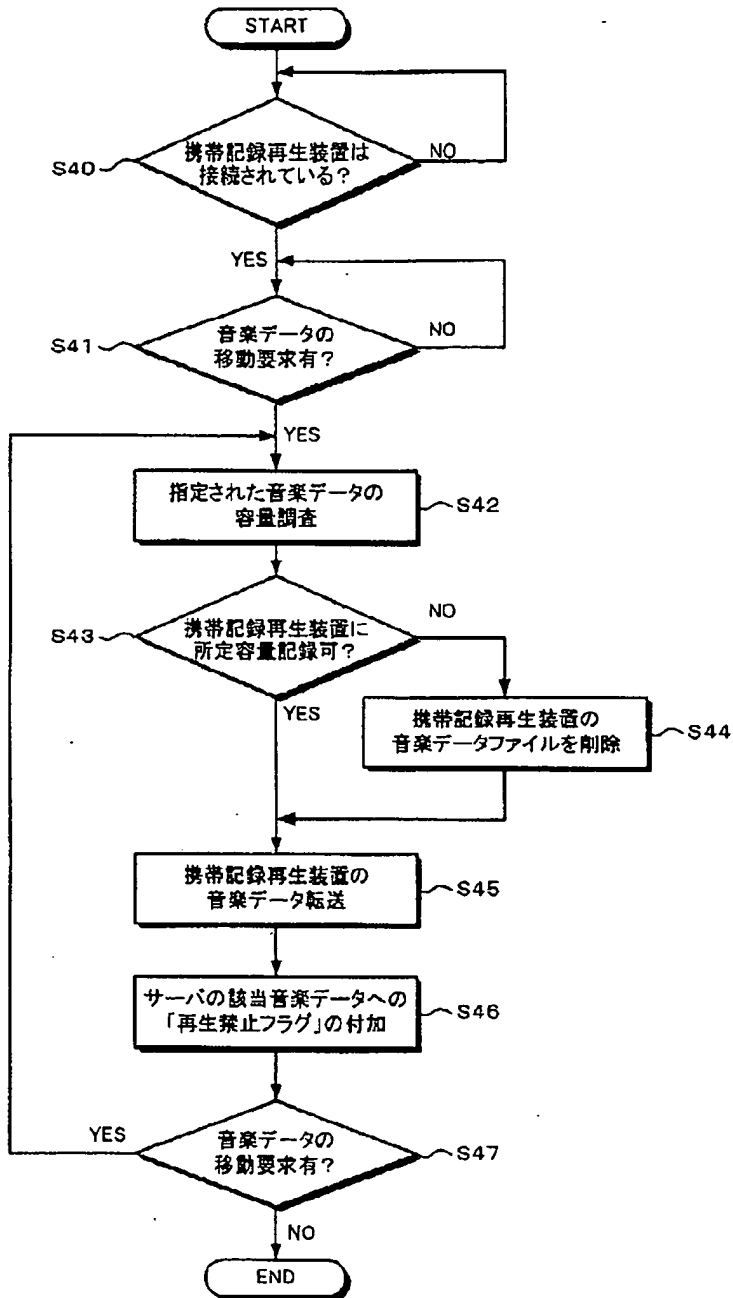 START
S40
携帯記録再生装置は
接続されている?
NO
YES
S41
音楽データの
移動要求有?
NO
YES
指定された音楽データの
容量調査
S42
S43
携帯記録再生装置に
所定容量記録可?
NO
YES
携帯記録再生装置の
音楽データファイルを削除
S44
携帯記録再生装置の
音楽データ転送
S45
サーバの該当音楽データへの
「再生禁止フラグ」の付加
S46
YES
音楽データの
移動要求有?
S47
NO
END